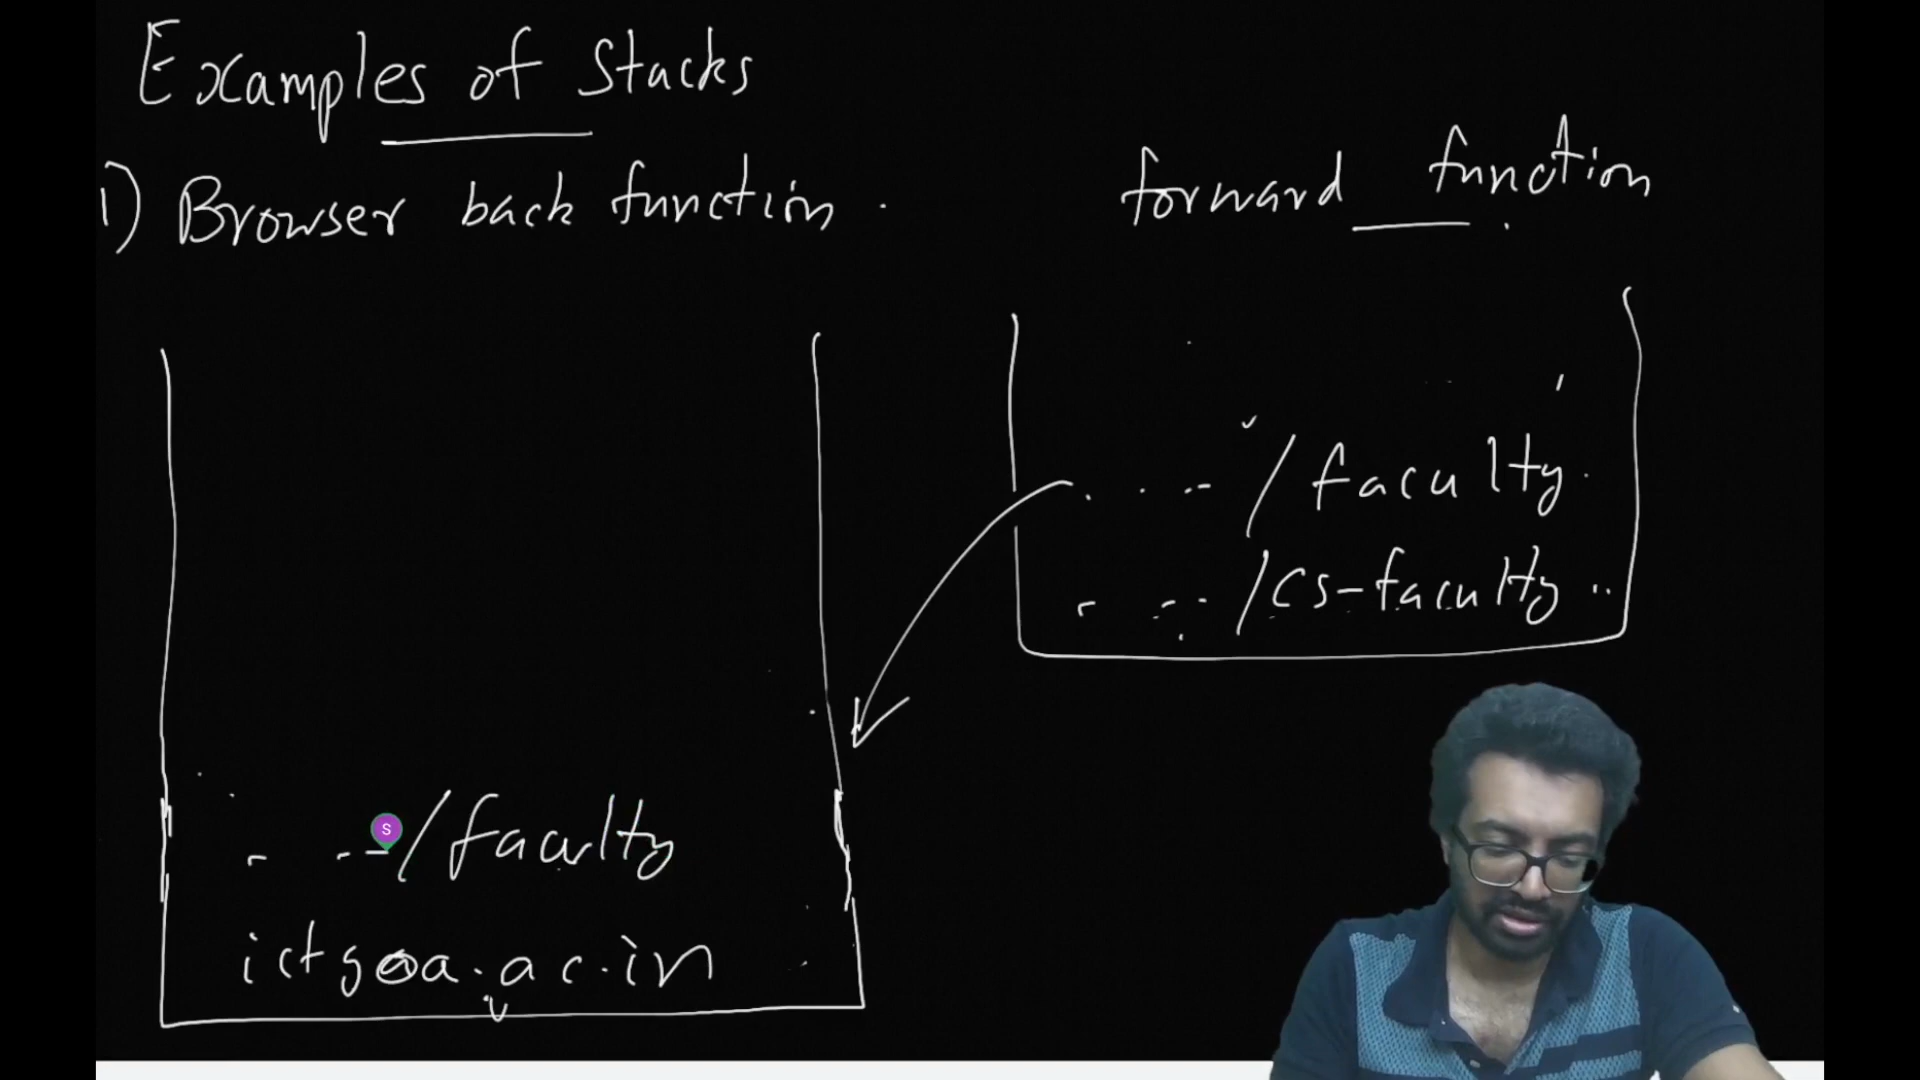 Examples of Stacks
1) Browser back function.
forward function.
. . . - /faculty.
- - - - /cs-faculty..
S
- - - /faculty
ictgoa.ac.in